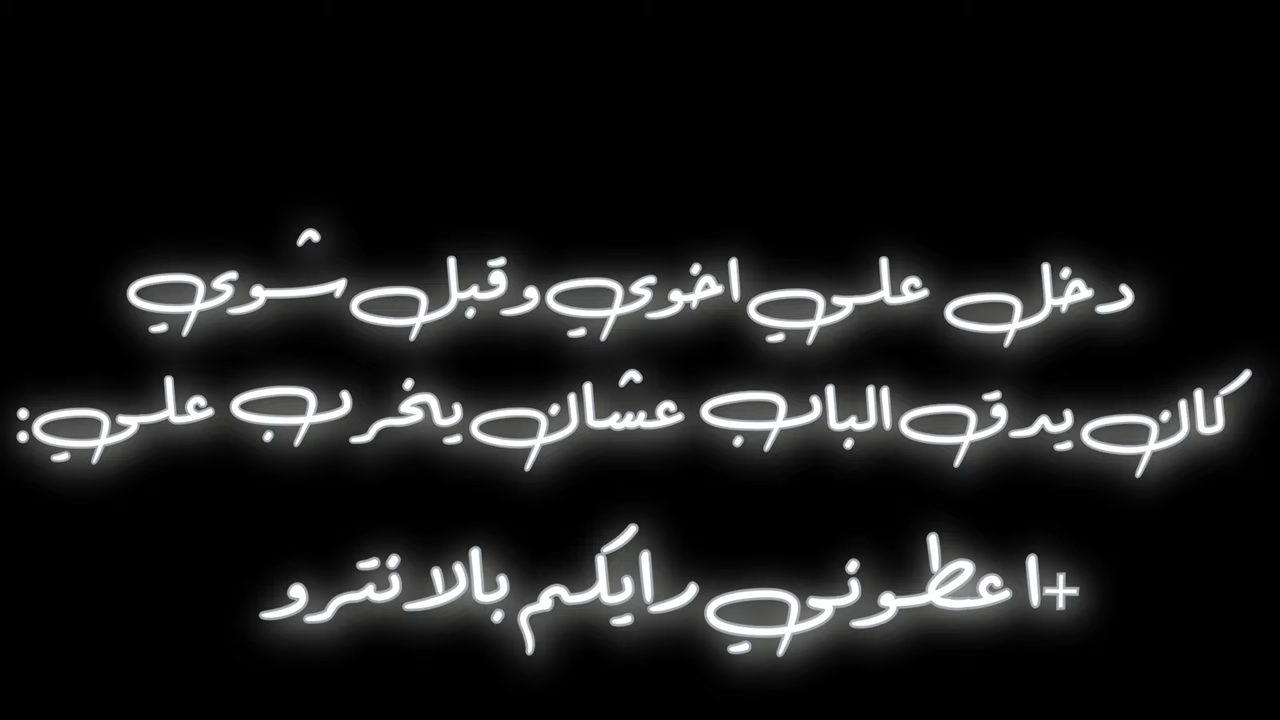 دخل علي اخوي وقبل شوي
كان يدق الباب عشان يخرب علي:
+اعطوني رايكم بالانترو